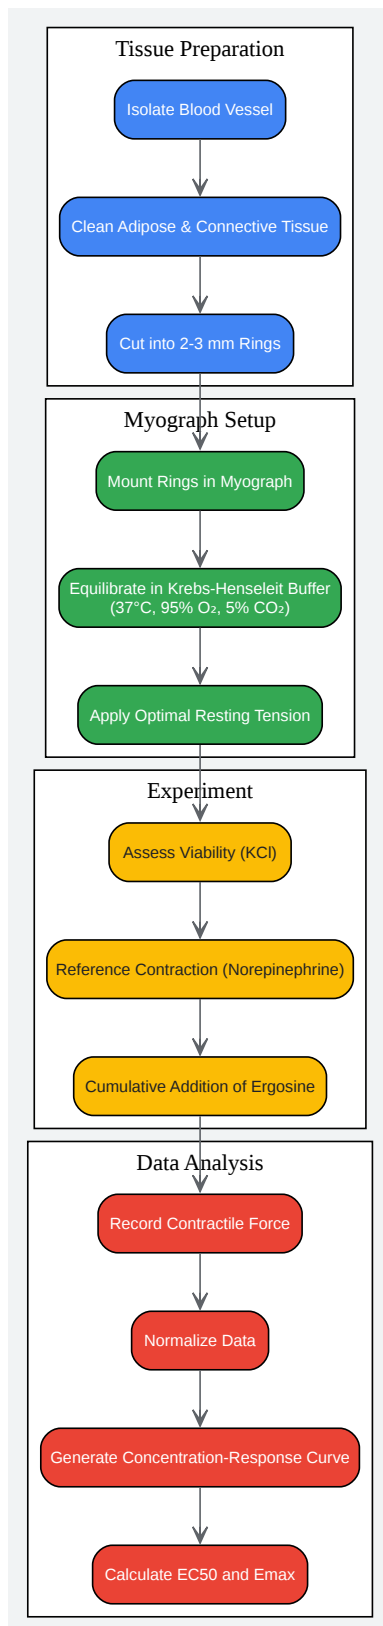 Tissue Preparation
Isolate Blood Vessel
Clean Adipose & Connective Tissue
Cut into 2-3 mm Rings
Myograph Setup
Mount Rings in Myograph
Equilibrate in Krebs-Henseleit Buffer
(37°C, 95% O₂, 5% CO₂)
Apply Optimal Resting Tension
Experiment
Assess Viability (KCl)
Reference Contraction (Norepinephrine)
Cumulative Addition of Ergosine
Data Analysis
Record Contractile Force
Normalize Data
Generate Concentration-Response Curve
Calculate EC50 and Emax